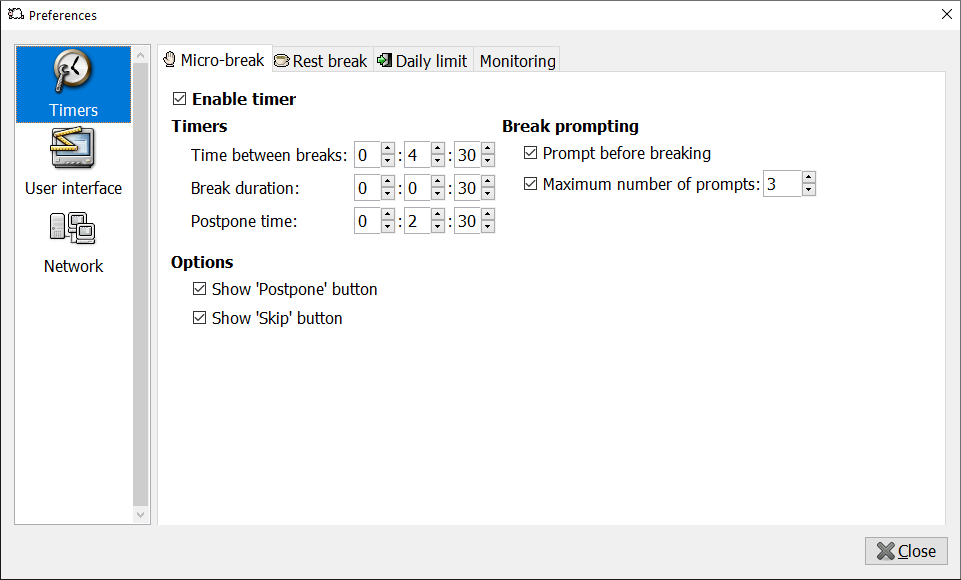 Preferences
Timers
User interface
Network
Micro-break Rest break Daily limit Monitoring
Enable timer
Timers Break prompting
Time between breaks: 0 : 4 : 30 Prompt before breaking
Break duration: 0 : 0 : 30 Maximum number of prompts: 3
Postpone time: 0 : 2 : 30
Options
Show 'Postpone' button
Show 'Skip' button
Close